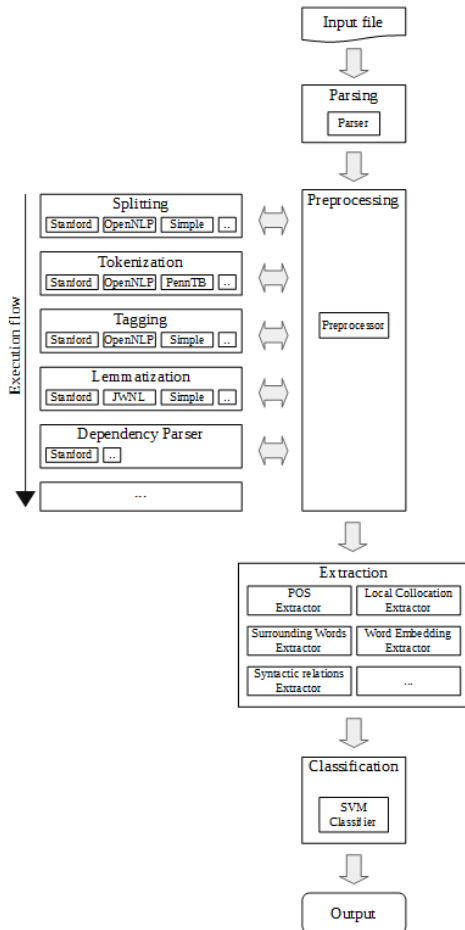 Input file
Parsing
Parser
Execution flow
Splitting
Stanford OpenNLP Simple ..
Tokenization
Stanford OpenNLP PennTB ..
Tagging
Stanford OpenNLP Simple ..
Lemmatization
Stanford JWNL Simple ..
Dependency Parser
Stanford ..
...
Preprocessing
Preprocessor
Extraction
POS
Extractor
Local Collocation
Extractor
Surrounding Words
Extractor
Word Embedding
Extractor
Syntactic relations
Extractor
...
Classification
SVM
Classifier
Output